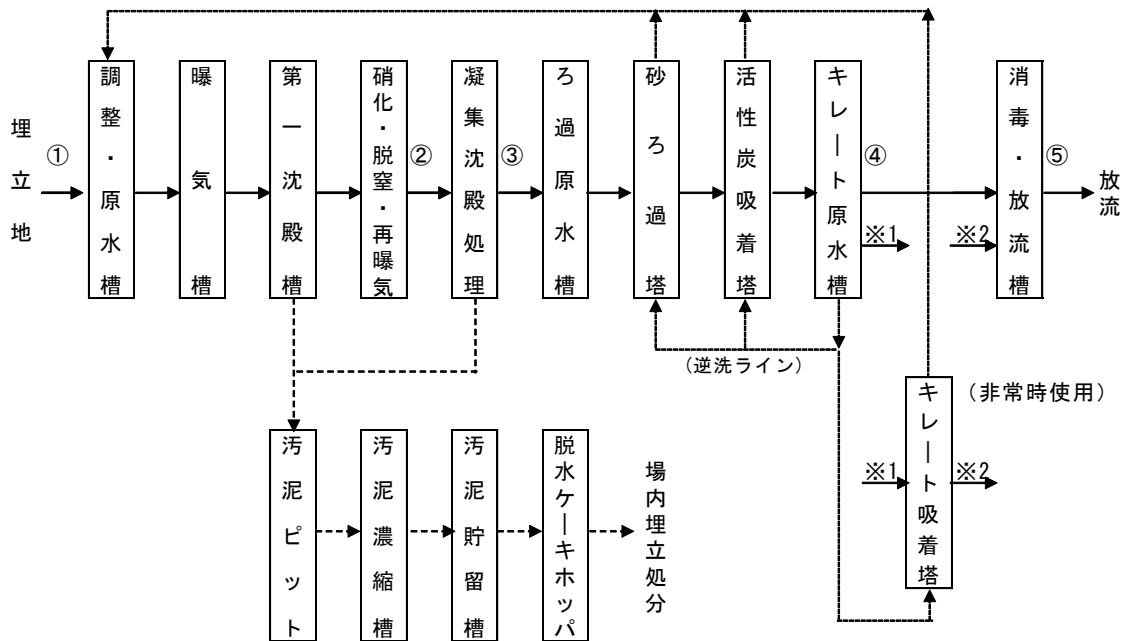 埋立地
①
調整・原水槽
曝気槽
第一沈殿槽
硝化・脱窒・再曝気
②
凝集沈殿処理
③
ろ過原水槽
砂ろ過塔
活性炭吸着塔
キレート原水槽
④
※1
※2
消毒・放流槽
⑤
放流
(逆洗ライン)
キレート吸着塔
(非常時使用)
※1
※2
汚泥ピット
汚泥濃縮槽
汚泥貯留槽
脱水ケーキホッパ
場内埋立処分